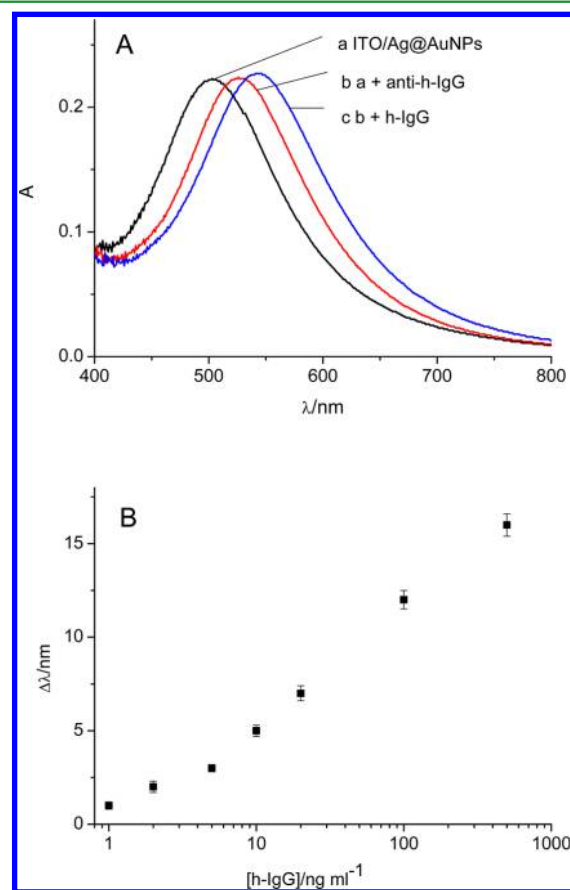 A
a ITO/Ag@AuNPs
b a + anti-h-IgG
c b + h-IgG
0.2
0.1
0.0
A
400 500 600 700 800
λ/nm
B
15
10
5
0
Δλ/nm
1 10 100 1000
[h-IgG]/ng ml⁻¹